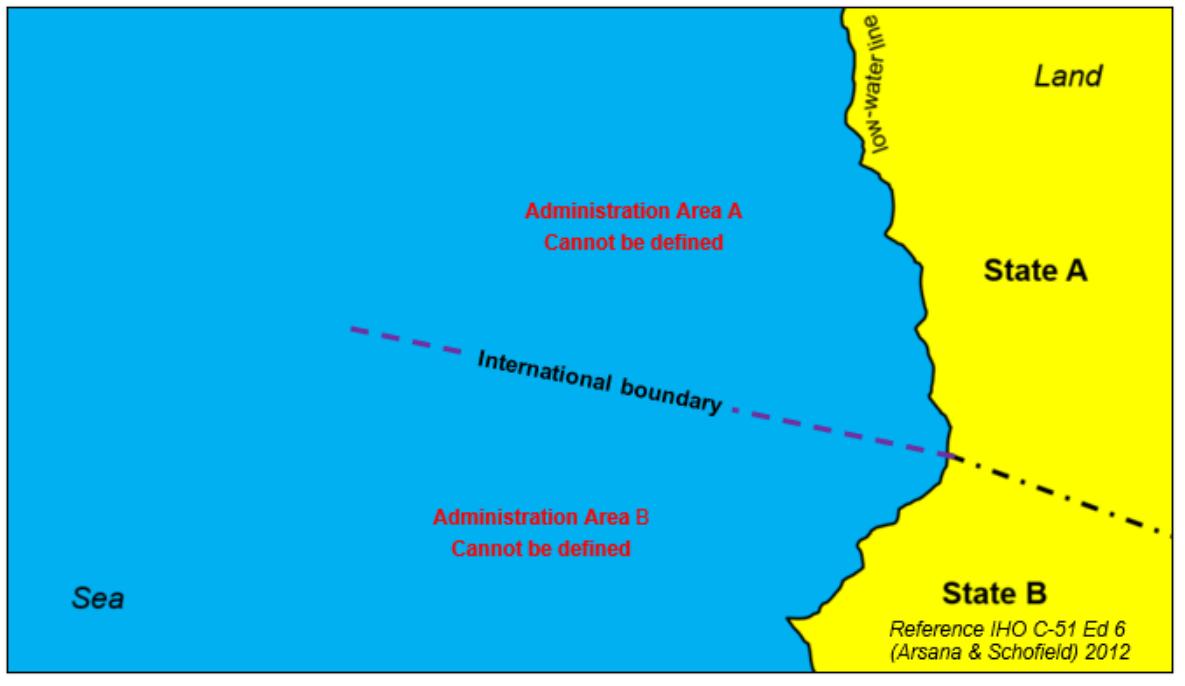 low-water line
Land
Administration Area A
Cannot be defined
State A
International boundary
Administration Area B
Cannot be defined
Sea
State B
Reference IHO C-51 Ed 6
(Arsana & Schofield) 2012